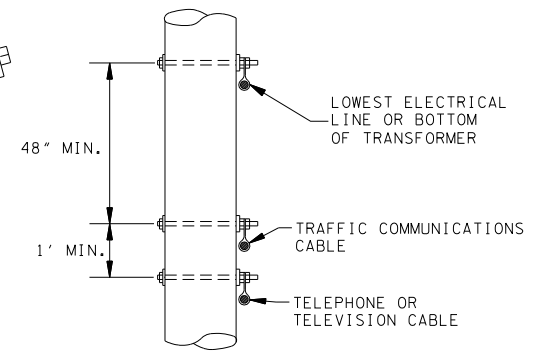 LOWEST ELECTRICAL
LINE OR BOTTOM
OF TRANSFORMER
48" MIN.
TRAFFIC COMMUNICATIONS
CABLE
1' MIN.
TELEPHONE OR
TELEVISION CABLE